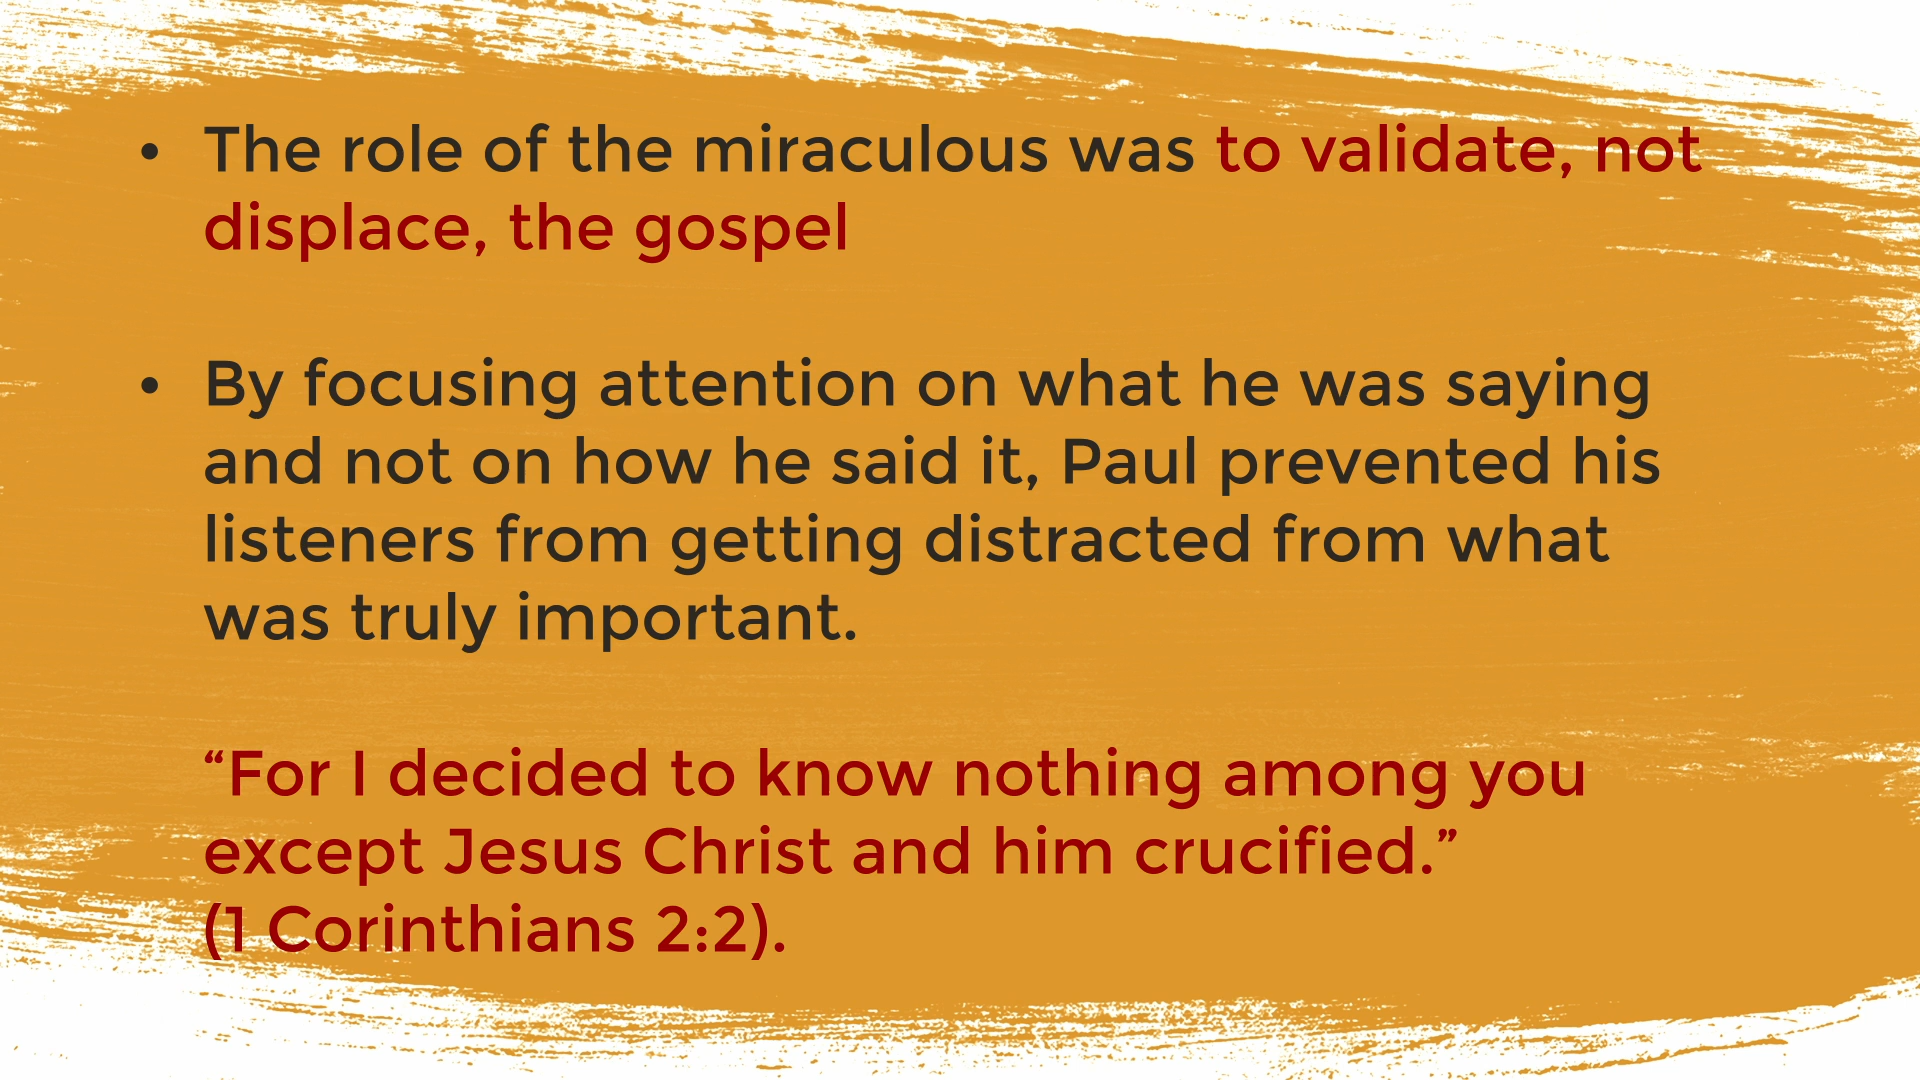 • The role of the miraculous was to validate, not
displace, the gospel
• By focusing attention on what he was saying
and not on how he said it, Paul prevented his
listeners from getting distracted from what
was truly important.
“For I decided to know nothing among you
except Jesus Christ and him crucified.”
(1 Corinthians 2:2).